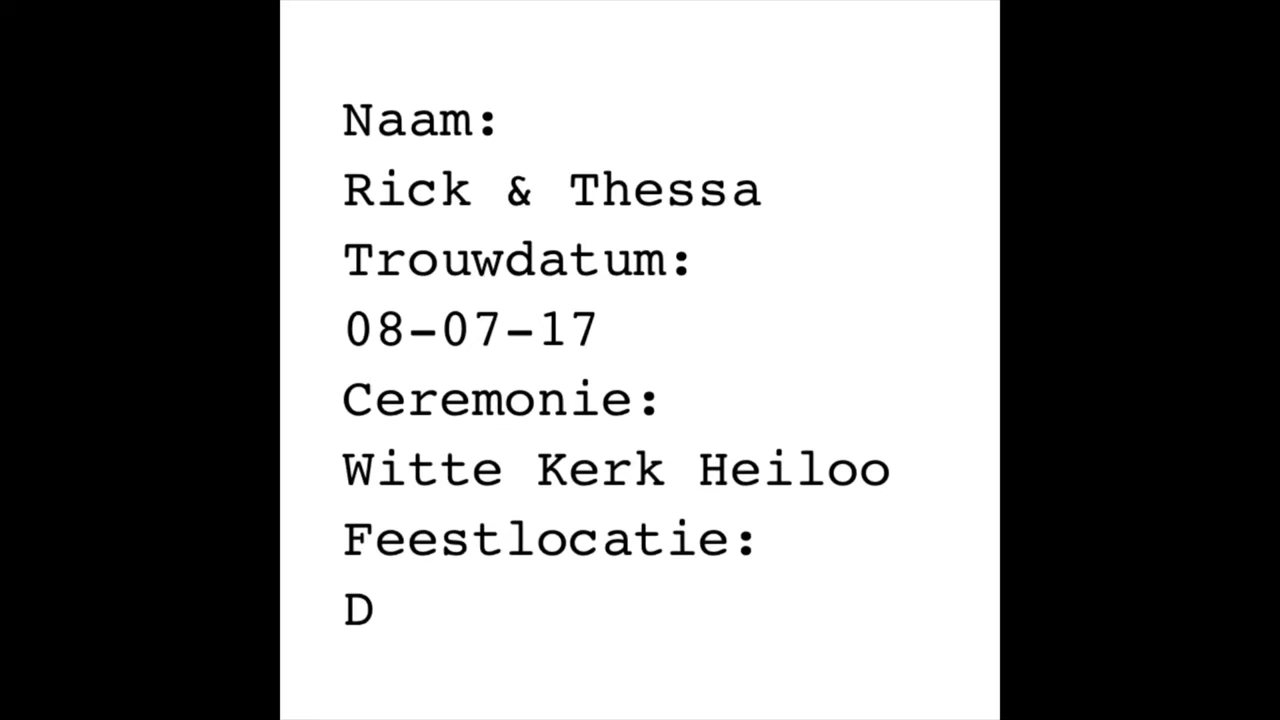 Naam:
Rick & Thessa
Trouwdatum:
08-07-17
Ceremonie:
Witte Kerk Heiloo
Feestlocatie:
D